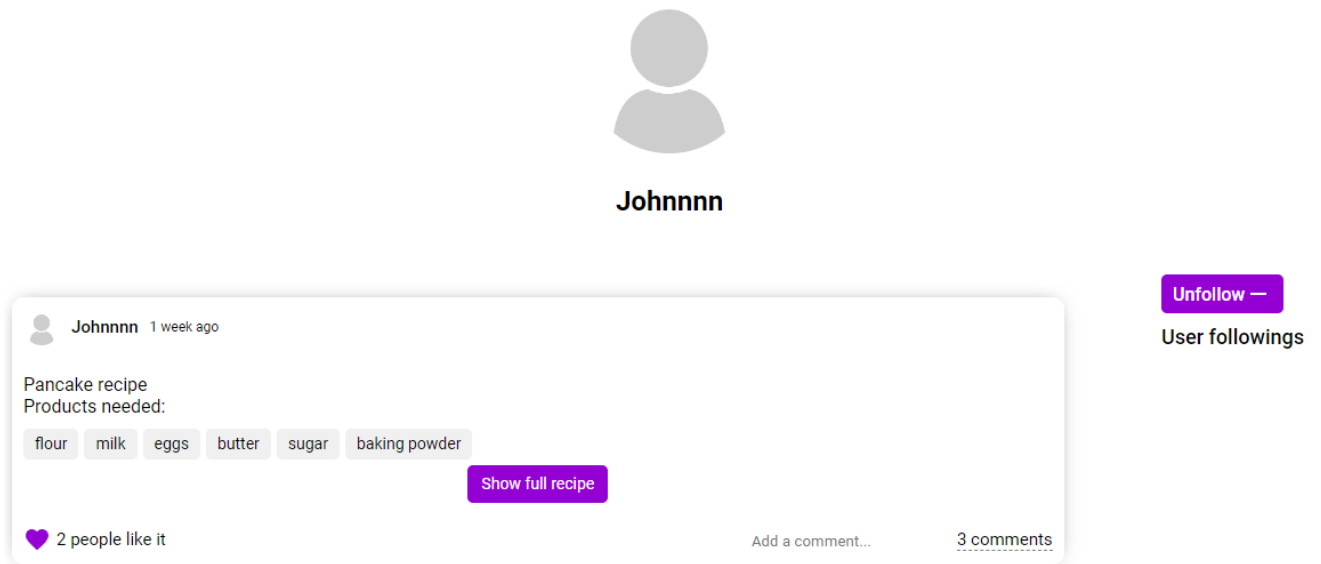 Johnnnn
Unfollow —
User followings
Johnnnn 1 week ago
Pancake recipe
Products needed:
flour milk eggs butter sugar baking powder
Show full recipe
2 people like it Add a comment... 3 comments